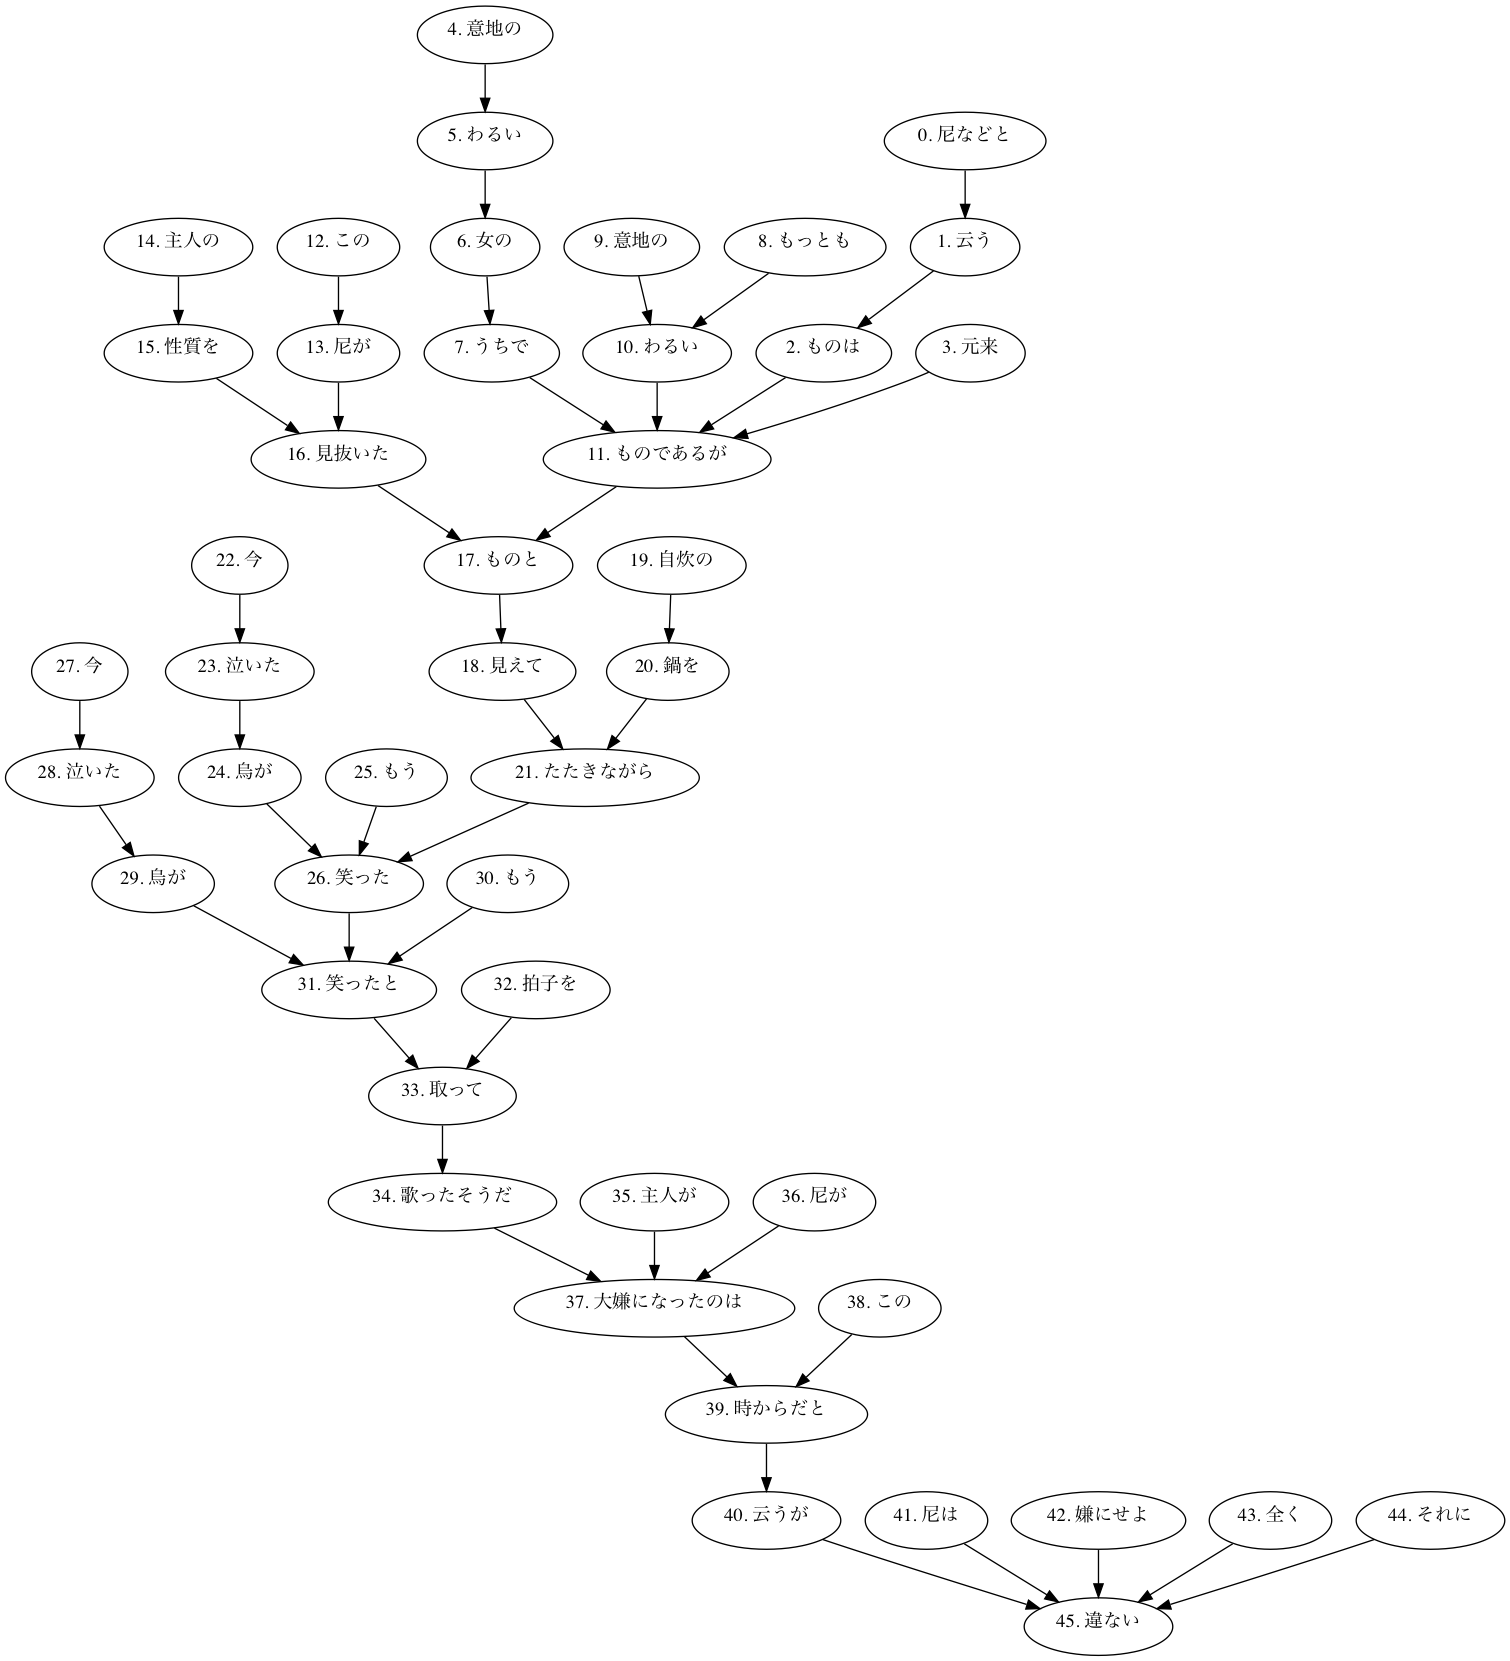 4. 意地の
5. わるい
0. 尼などと
14. 主人の
12. この
6. 女の
9. 意地の
8. もっとも
1. 云う
15. 性質を
13. 尼が
7. うちで
10. わるい
2. ものは
3. 元来
16. 見抜いた
11. ものであるが
22. 今
17. ものと
19. 自炊の
27. 今
23. 泣いた
18. 見えて
20. 鍋を
28. 泣いた
24. 烏が
25. もう
21. たたきながら
29. 烏が
26. 笑った
30. もう
31. 笑ったと
32. 拍子を
33. 取って
34. 歌ったそうだ
35. 主人が
36. 尼が
37. 大嫌になったのは
38. この
39. 時からだと
40. 云うが
41. 尼は
42. 嫌にせよ
43. 全く
44. それに
45. 違ない